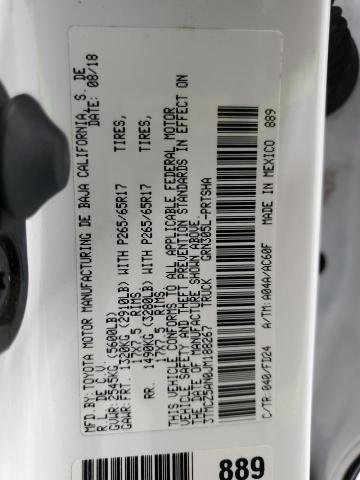 MFD BY:TOYOTA MOTOR MANUFACTURING DE BAJA CALIFORNIA, S. DE
R.L. DE C.V. DATE: 08/18
GVWR: 2545KG (5600LB)
GAWR:FRT. 1320KG (2910LB) WITH P265/65R17 TIRES,
17X7.5 RIMS,
RR. 1490KG (3280LB) WITH P265/65R17 TIRES,
17X7.5 RIMS.
THIS VEHICLE CONFORMS TO ALL APPLICABLE FEDERAL MOTOR
VEHICLE SAFETY AND THEFT PREVENTION STANDARDS IN EFFECT ON
THE DATE OF MANUFACTURE SHOWN ABOVE.
3TMCZ5AN0JM188267 TRUCK GRN305L-PRTSHA
C/TR: 040/FD24 A/TM: A04A/AC60F MADE IN MEXICO 889
889